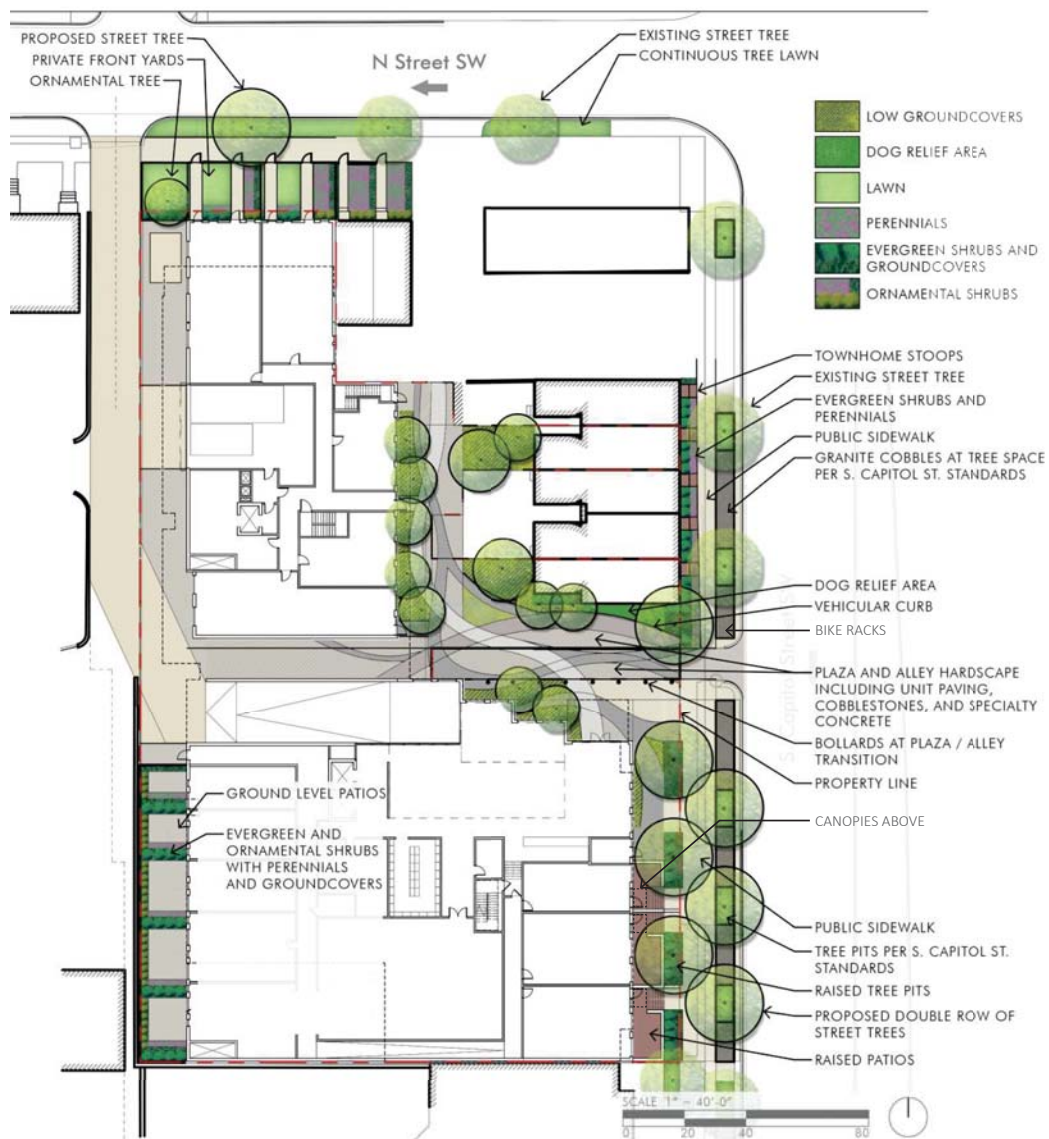 PROPOSED STREET TREE
PRIVATE FRONT YARDS
ORNAMENTAL TREE
N Street SW
EXISTING STREET TREE
CONTINUOUS TREE LAWN
LOW GROUNDCOVERS
DOG RELIEF AREA
LAWN
PERENNIALS
EVERGREEN SHRUBS AND
GROUNDCOVERS
ORNAMENTAL SHRUBS
TOWNHOME STOOPS
EXISTING STREET TREE
EVERGREEN SHRUBS AND
PERENNIALS
PUBLIC SIDEWALK
GRANITE COBBLES AT TREE SPACE
PER S. CAPITOL ST. STANDARDS
DOG RELIEF AREA
VEHICULAR CURB
BIKE RACKS
S. Capitol Street SW
PLAZA AND ALLEY HARDSCAPE
INCLUDING UNIT PAVING,
COBBLESTONES, AND SPECIALTY
CONCRETE
BOLLARDS AT PLAZA / ALLEY
TRANSITION
PROPERTY LINE
CANOPIES ABOVE
GROUND LEVEL PATIOS
EVERGREEN AND
ORNAMENTAL SHRUBS
WITH PERENNIALS
AND GROUNDCOVERS
PUBLIC SIDEWALK
TREE PITS PER S. CAPITOL ST.
STANDARDS
RAISED TREE PITS
PROPOSED DOUBLE ROW OF
STREET TREES
RAISED PATIOS
SCALE 1" ~ 40'-0"
0 20 40 80